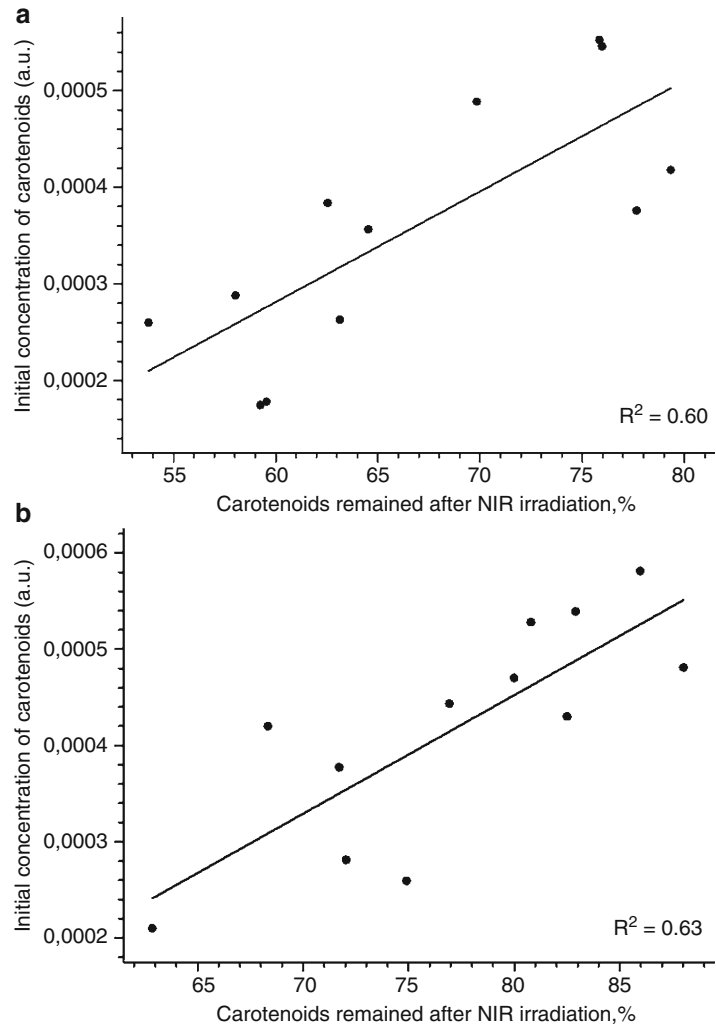 a
Initial concentration of carotenoids (a.u.)
0,0005
0,0004
0,0003
0,0002
R² = 0.60
55 60 65 70 75 80
Carotenoids remained after NIR irradiation,%
b
Initial concentration of carotenoids (a.u.)
0,0006
0,0005
0,0004
0,0003
0,0002
R² = 0.63
65 70 75 80 85
Carotenoids remained after NIR irradiation,%